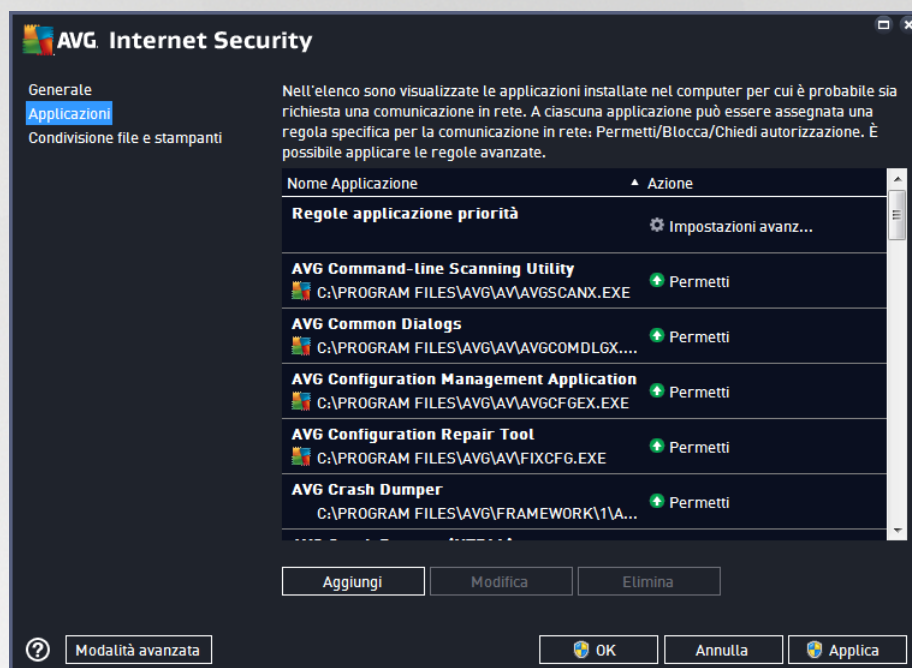 AVG Internet Security
Generale
Applicazioni
Condivisione file e stampanti
Nell'elenco sono visualizzate le applicazioni installate nel computer per cui è probabile sia
richiesta una comunicazione in rete. A ciascuna applicazione può essere assegnata una
regola specifica per la comunicazione in rete: Permetti/Blocca/Chiedi autorizzazione. È
possibile applicare le regole avanzate.
Nome Applicazione Azione
Regole applicazione priorità
Impostazioni avanz...
AVG Command-line Scanning Utility
C:\PROGRAM FILES\AVG\AV\AVGSCANX.EXE
Permetti
AVG Common Dialogs
C:\PROGRAM FILES\AVG\AV\AVGCOMDLGX....
Permetti
AVG Configuration Management Application
C:\PROGRAM FILES\AVG\AV\AVGCFGEX.EXE
Permetti
AVG Configuration Repair Tool
C:\PROGRAM FILES\AVG\AV\FIXCFG.EXE
Permetti
AVG Crash Dumper
C:\PROGRAM FILES\AVG\FRAMEWORK\1\A...
Permetti
Aggiungi Modifica Elimina
? Modalità avanzata OK Annulla Applica